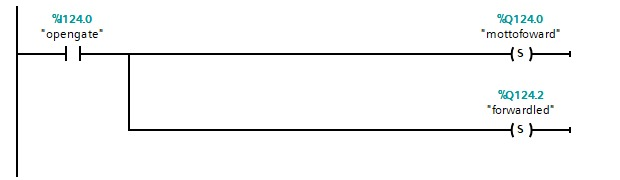 %I124.0
"opengate"
%Q124.0
"mottofoward"
S
%Q124.2
"forwardled"
S